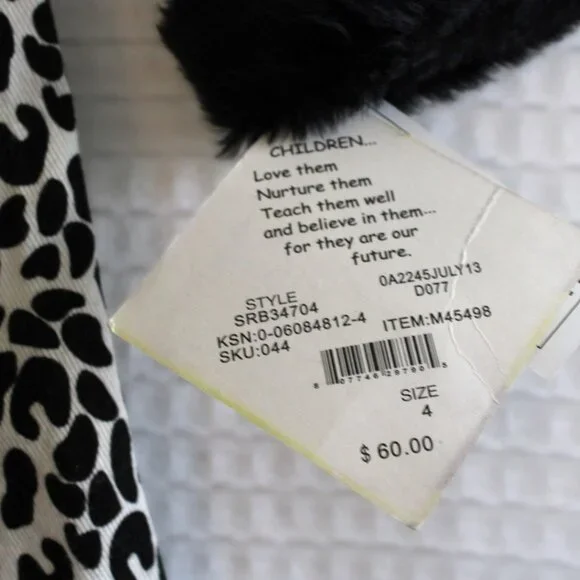 CHILDREN...
Love them
Nurture them
Teach them well
and believe in them...
for they are our
future.
0A2245JULY13
D077
STYLE
SRB34704
KSN:0-06084812-4
ITEM:M45498
SKU:044
SIZE
4
$ 60.00